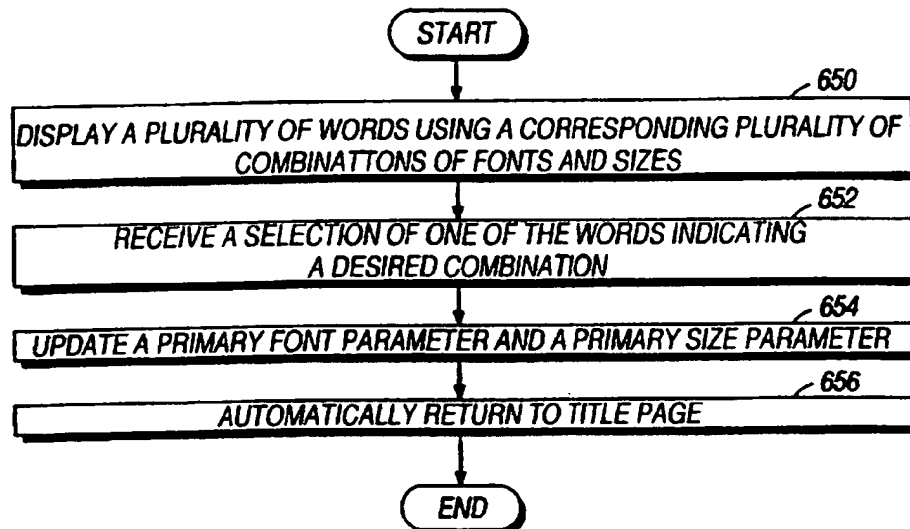 START
650
DISPLAY A PLURALITY OF WORDS USING A CORRESPONDING PLURALITY OF
COMBINATTONS OF FONTS AND SIZES
652
RECEIVE A SELECTION OF ONE OF THE WORDS INDICATING
A DESIRED COMBINATION
654
UPDATE A PRIMARY FONT PARAMETER AND A PRIMARY SIZE PARAMETER
656
AUTOMATICALLY RETURN TO TITLE PAGE
END